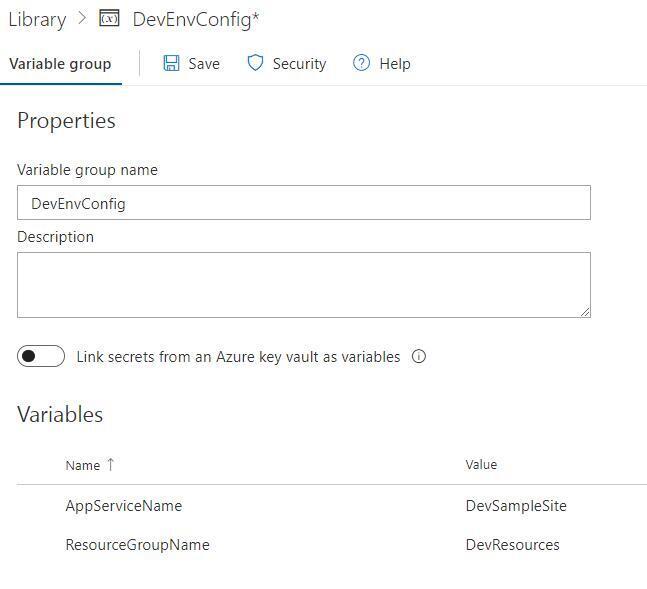 Library > (x) DevEnvConfig*
Variable group Save Security ? Help
Properties
Variable group name
DevEnvConfig
Description
Link secrets from an Azure key vault as variables i
Variables
Name ↑ Value
AppServiceName DevSampleSite
ResourceGroupName DevResources